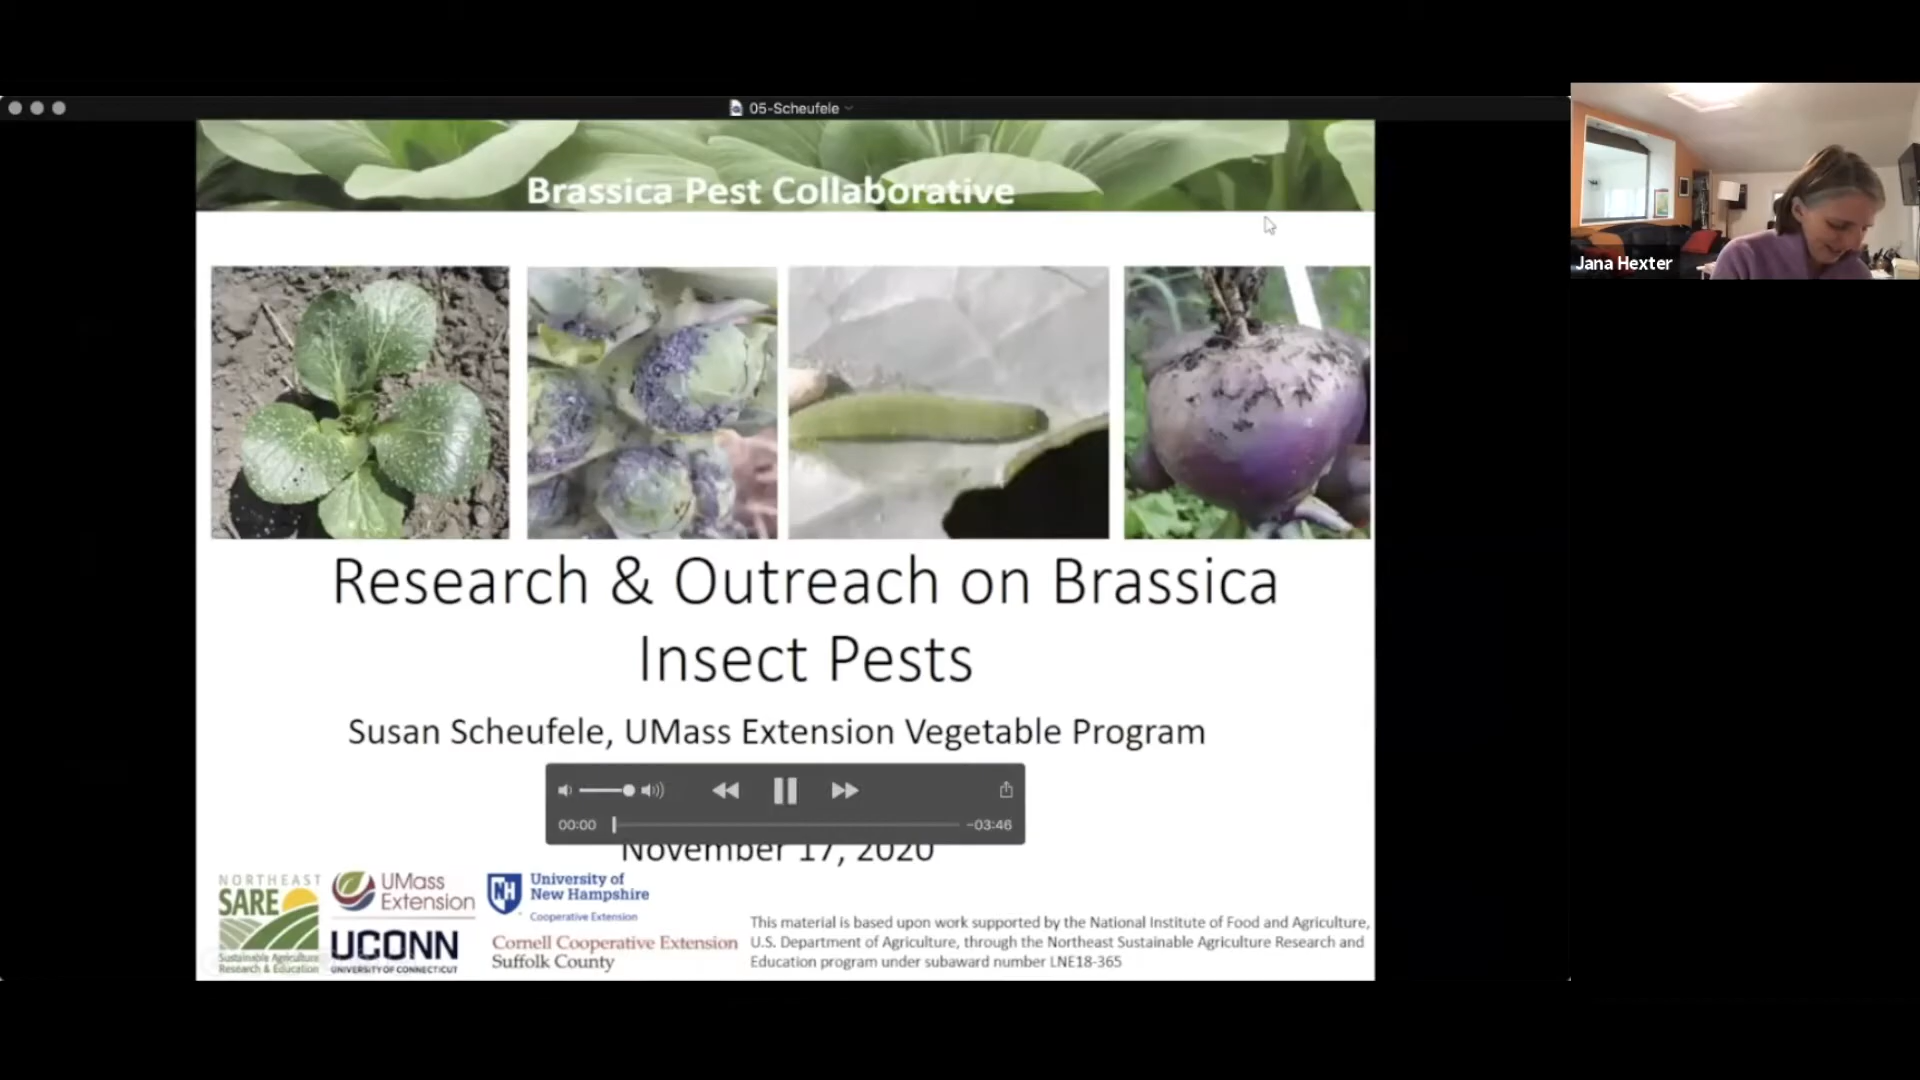 05-Scheufele
Brassica Pest Collaborative
Jana Hexter
Research & Outreach on Brassica
Insect Pests
Susan Scheufele, UMass Extension Vegetable Program
00:00
-03:46
November 17, 2020
NORTHEAST
SARE
Sustainable Agriculture
Research & Education
UMass
Extension
UCONN
UNIVERSITY OF CONNECTICUT
NH
University of
New Hampshire
Cooperative Extension
Cornell Cooperative Extension
Suffolk County
This material is based upon work supported by the National Institute of Food and Agriculture,
U.S. Department of Agriculture, through the Northeast Sustainable Agriculture Research and
Education program under subaward number LNE18-365